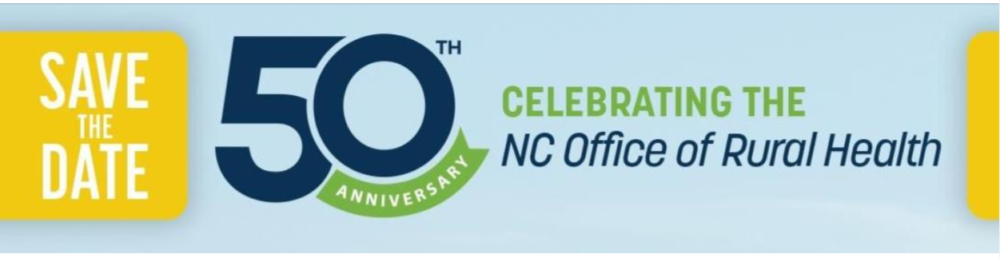 SAVE
THE
DATE
50TH
ANNIVERSARY
CELEBRATING THE
NC Office of Rural Health